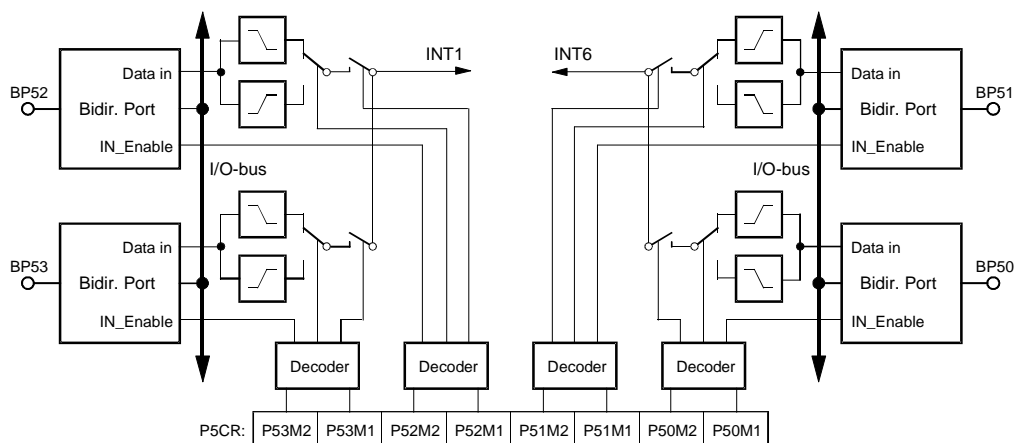 INT1 INT6
Data in Data in
BP52 BP51
Bidir. Port Bidir. Port
IN_Enable IN_Enable
I/O-bus I/O-bus
Data in Data in
BP53 BP50
Bidir. Port Bidir. Port
IN_Enable IN_Enable
Decoder Decoder Decoder Decoder
P5CR: P53M2 P53M1 P52M2 P52M1 P51M2 P51M1 P50M2 P50M1